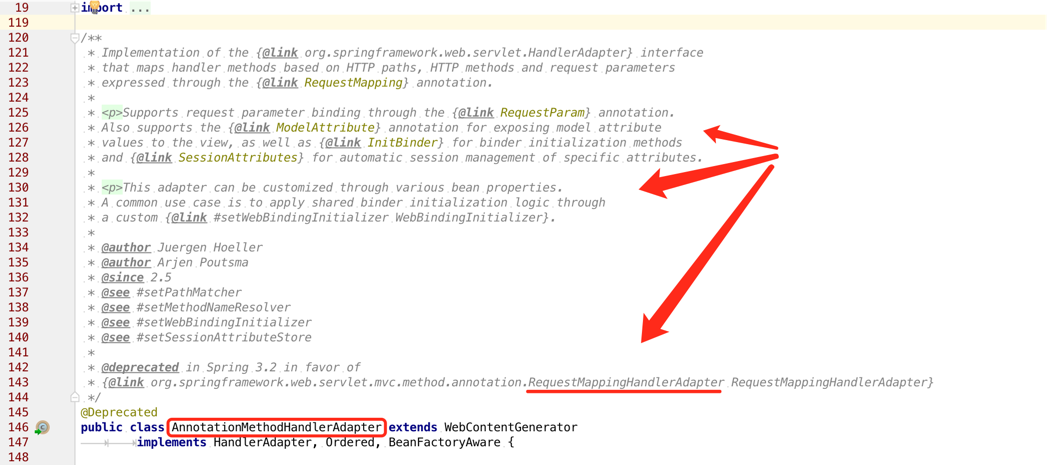 19 import ...
119
120 /**
121 * Implementation of the {@link org.springframework.web.servlet.HandlerAdapter} interface
122 * that maps handler methods based on HTTP paths, HTTP methods and request parameters
123 * expressed through the {@link RequestMapping} annotation.
124 *
125 * <p>Supports request parameter binding through the {@link RequestParam} annotation.
126 * Also supports the {@link ModelAttribute} annotation for exposing model attribute
127 * values to the view, as well as {@link InitBinder} for binder initialization methods
128 * and {@link SessionAttributes} for automatic session management of specific attributes.
129 *
130 * <p>This adapter can be customized through various bean properties.
131 * A common use case is to apply shared binder initialization logic through
132 * a custom {@link #setWebBindingInitializer WebBindingInitializer}.
133 *
134 * @author Juergen Hoeller
135 * @author Arjen Poutsma
136 * @since 2.5
137 * @see #setPathMatcher
138 * @see #setMethodNameResolver
139 * @see #setWebBindingInitializer
140 * @see #setSessionAttributeStore
141 *
142 * @deprecated in Spring 3.2 in favor of
143 * {@link org.springframework.web.servlet.mvc.method.annotation.RequestMappingHandlerAdapter RequestMappingHandlerAdapter}
144 */
145 @Deprecated
146 public class AnnotationMethodHandlerAdapter extends WebContentGenerator
147 implements HandlerAdapter, Ordered, BeanFactoryAware {
148